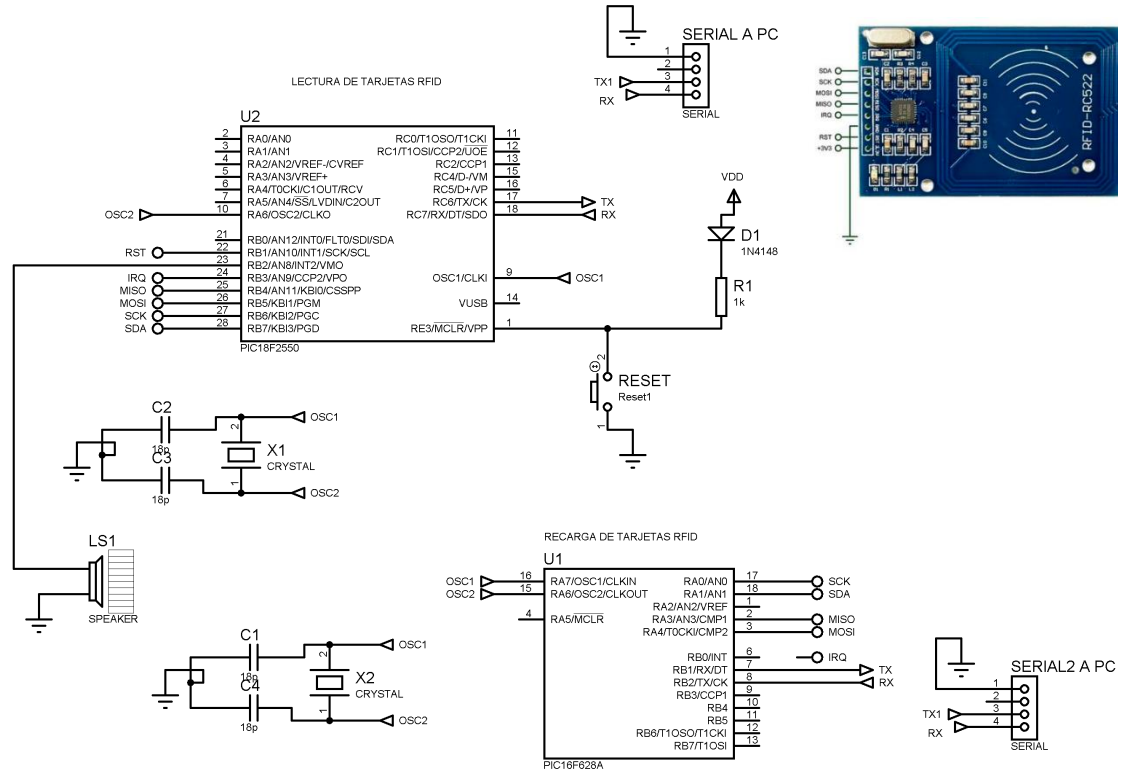 SERIAL A PC
1
2
TX1 3
RX 4
SERIAL
SDA
SCK
MOSI
MISO
IRQ
RST
+3V3
RFID-RC522
LECTURA DE TARJETAS RFID
U2
2 RA0/AN0
3 RA1/AN1
4 RA2/AN2/VREF-/CVREF
5 RA3/AN3/VREF+
6 RA4/T0CKI/C1OUT/RCV
7 RA5/AN4/SS/LVDIN/C2OUT
OSC2 10 RA6/OSC2/CLKO
21 RB0/AN12/INT0/FLT0/SDI/SDA
RST 22 RB1/AN10/INT1/SCK/SCL
23 RB2/AN8/INT2/VMO
IRQ 24 RB3/AN9/CCP2/VPO
MISO 25 RB4/AN11/KBI0/CSSPP
MOSI 26 RB5/KBI1/PGM
SCK 27 RB6/KBI2/PGC
SDA 28 RB7/KBI3/PGD
RC0/T1OSO/T1CKI 11
RC1/T1OSI/CCP2/UOE 12
RC2/CCP1 13
RC4/D-/VM 15
RC5/D+/VP 16
RC6/TX/CK 17 TX
RC7/RX/DT/SDO 18 RX
OSC1/CLKI 9 OSC1
VUSB 14
RE3/MCLR/VPP 1
PIC18F2550
VDD
D1
1N4148
R1
1k
2
RESET
Reset1
1
C2
18p
C3
18p
2
X1
CRYSTAL
1
OSC1
OSC2
LS1
SPEAKER
RECARGA DE TARJETAS RFID
U1
OSC1 16 RA7/OSC1/CLKIN
OSC2 15 RA6/OSC2/CLKOUT
4 RA5/MCLR
RA0/AN0 17 SCK
RA1/AN1 18 SDA
RA2/AN2/VREF 1
RA3/AN3/CMP1 2 MISO
RA4/T0CKI/CMP2 3 MOSI
RB0/INT 6 IRQ
RB1/RX/DT 7 TX
RB2/TX/CK 8 RX
RB3/CCP1 9
RB4 10
RB5 11
RB6/T1OSO/T1CKI 12
RB7/T1OSI 13
PIC16F628A
C1
18p
C4
18p
2
X2
CRYSTAL
1
OSC1
OSC2
SERIAL2 A PC
1
2
TX1 3
RX 4
SERIAL